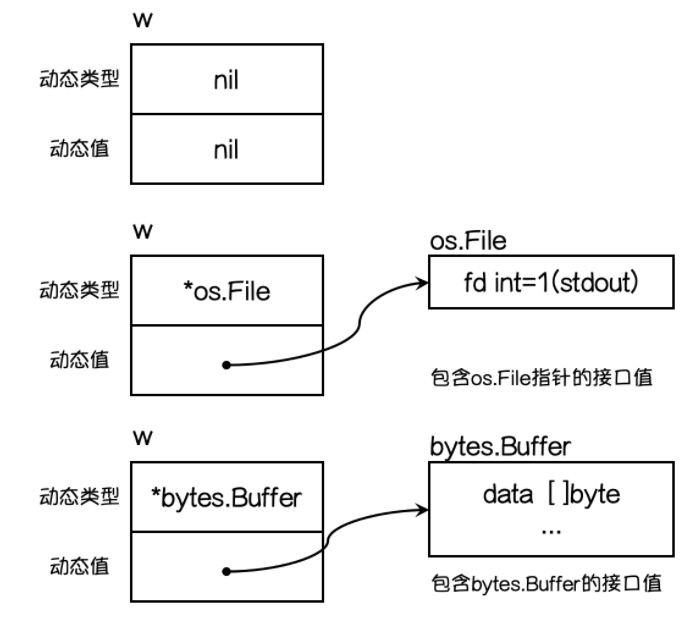 w
动态类型 nil
动态值 nil
w
动态类型 *os.File
动态值
os.File
fd int=1(stdout)
包含os.File指针的接口值
w
动态类型 *bytes.Buffer
动态值
bytes.Buffer
data [ ]byte
...
包含bytes.Buffer的接口值